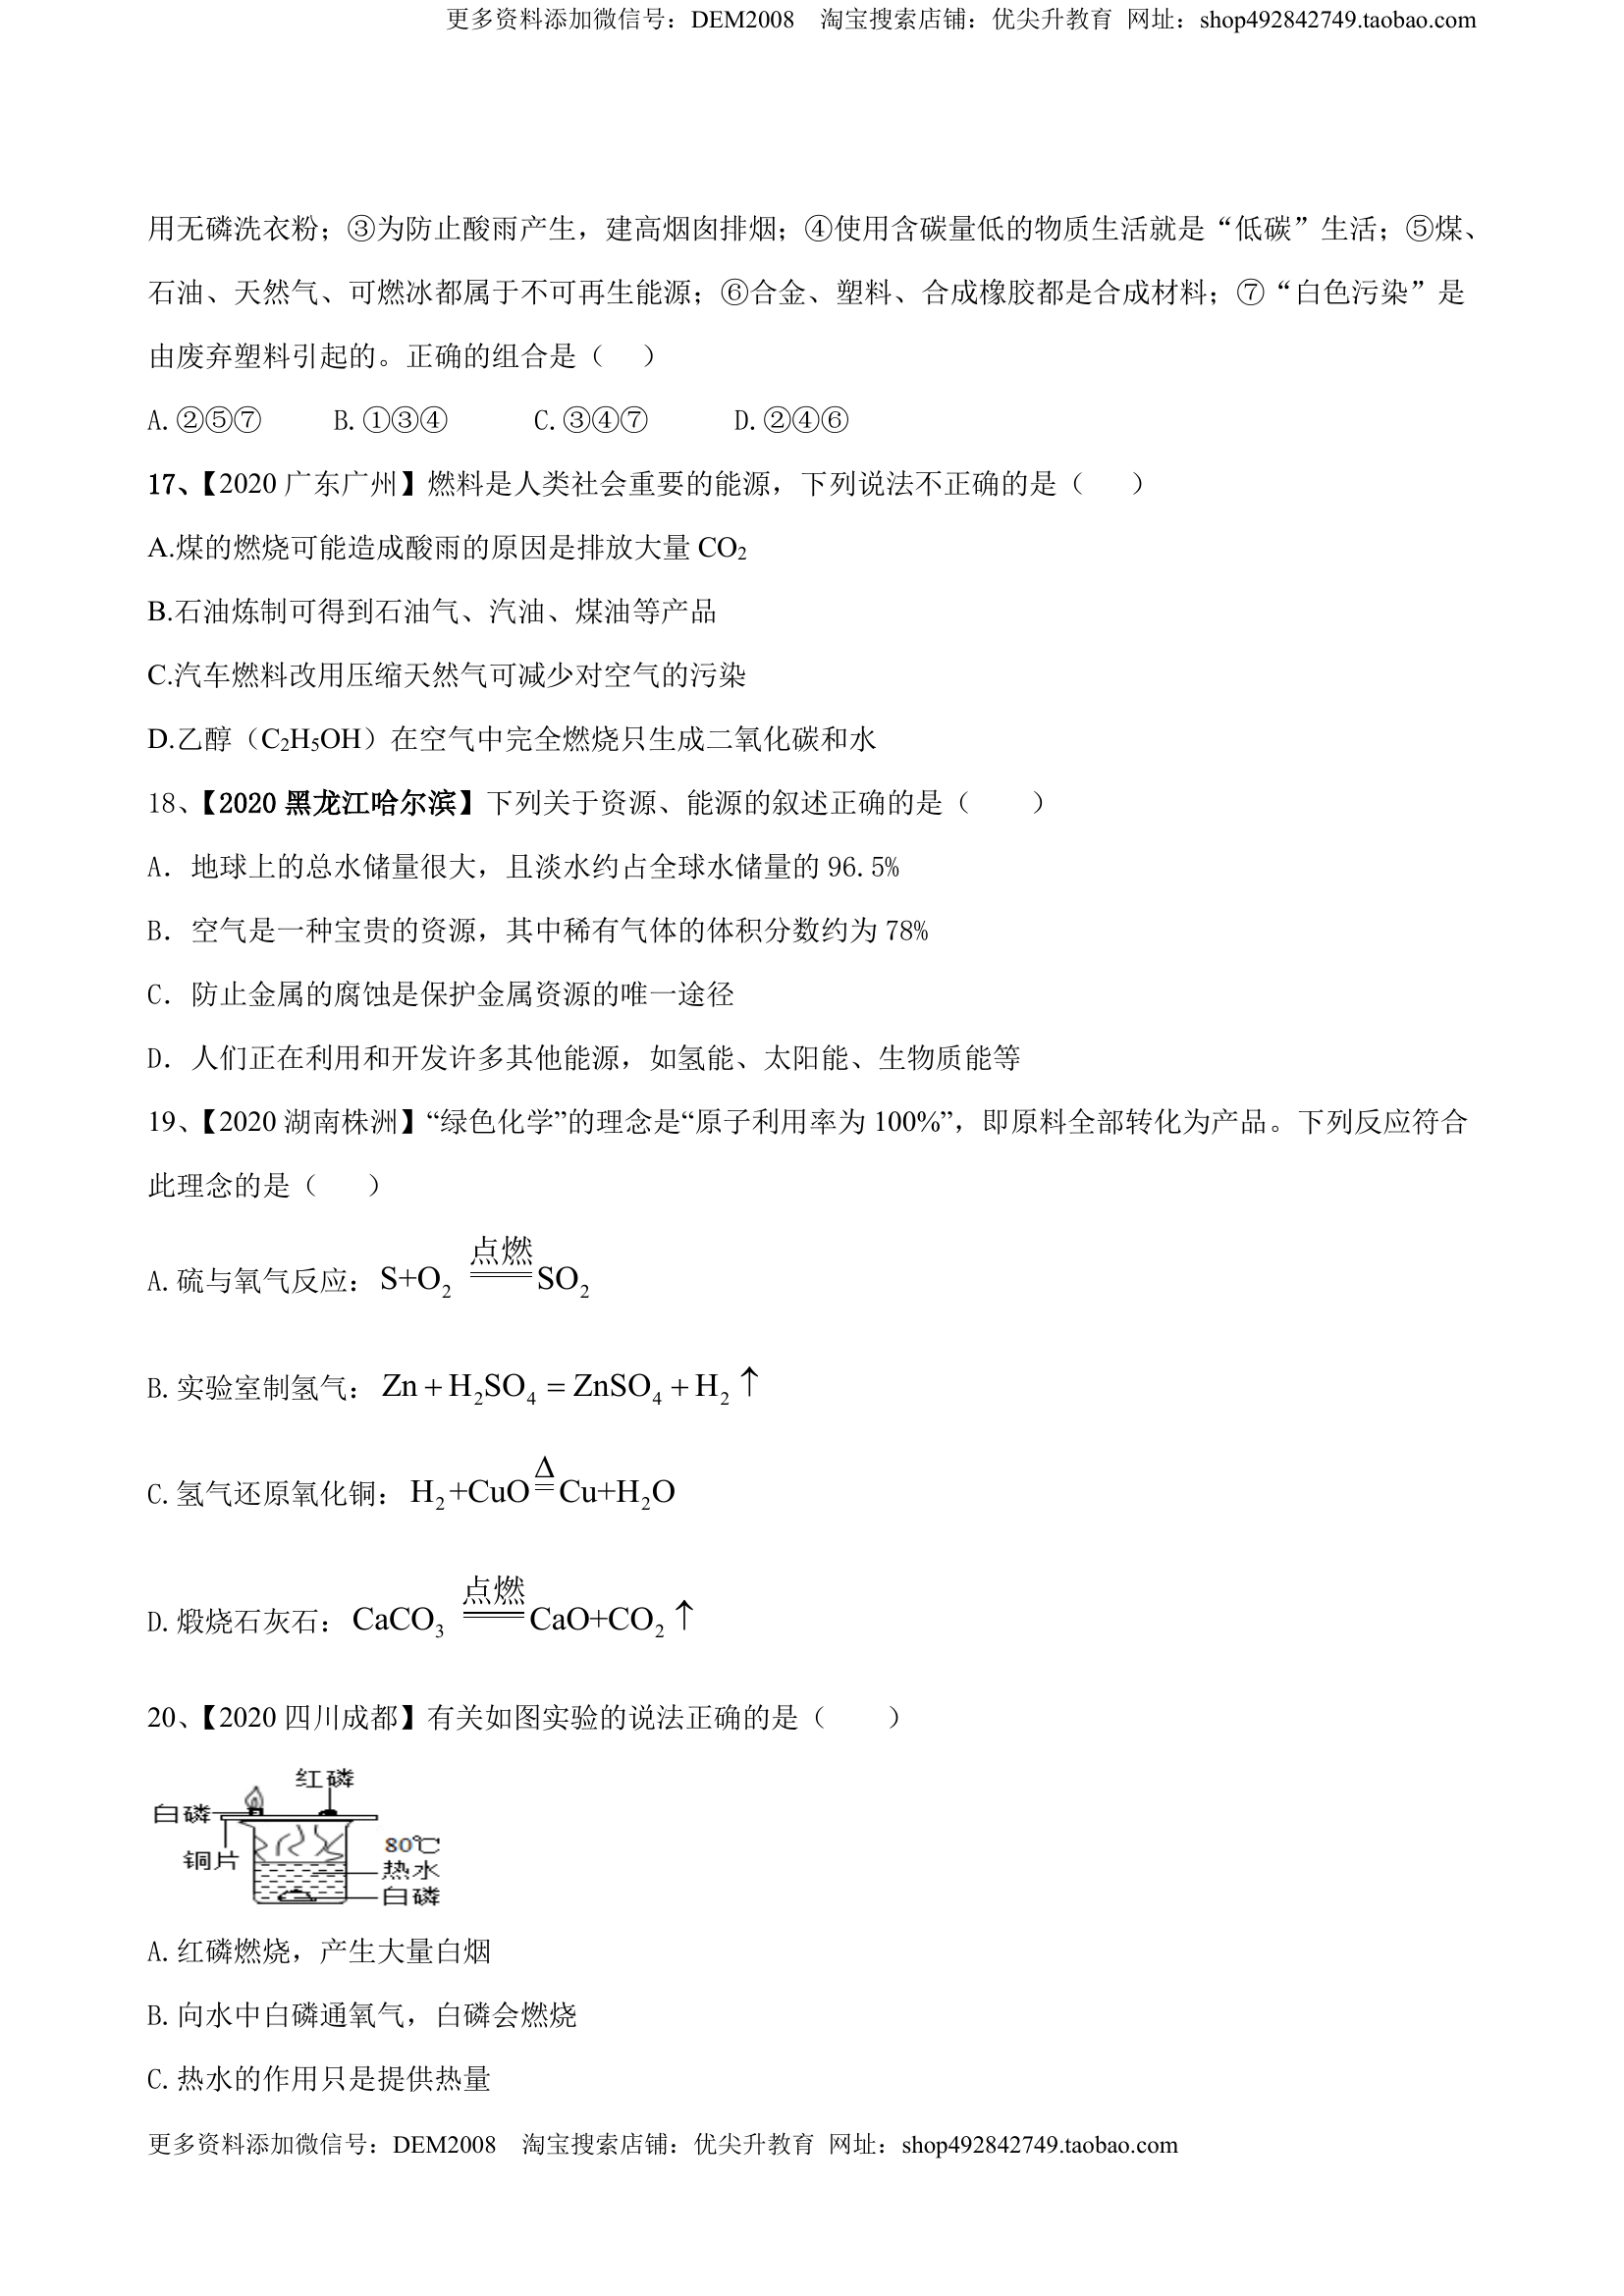 更多资料添加微信号：DEM2008 淘宝搜索店铺：优尖升教育 网址：shop492842749.taobao.com
用无磷洗衣粉；③为防止酸雨产生，建高烟囱排烟；④使用含碳量低的物质生活就是“低碳”生活；⑤煤、
石油、天然气、可燃冰都属于不可再生能源；⑥合金、塑料、合成橡胶都是合成材料；⑦“白色污染”是
由废弃塑料引起的。正确的组合是（ ）
A.②⑤⑦ B.①③④ C.③④⑦ D.②④⑥
17、【2020 广东广州】燃料是人类社会重要的能源，下列说法不正确的是（ ）
A.煤的燃烧可能造成酸雨的原因是排放大量 CO₂
B.石油炼制可得到石油气、汽油、煤油等产品
C.汽车燃料改用压缩天然气可减少对空气的污染
D.乙醇（C₂H₅OH）在空气中完全燃烧只生成二氧化碳和水
18、【2020 黑龙江哈尔滨】下列关于资源、能源的叙述正确的是（ ）
A．地球上的总水储量很大，且淡水约占全球水储量的 96.5%
B．空气是一种宝贵的资源，其中稀有气体的体积分数约为 78%
C．防止金属的腐蚀是保护金属资源的唯一途径
D．人们正在利用和开发许多其他能源，如氢能、太阳能、生物质能等
19、【2020 湖南株洲】“绿色化学”的理念是“原子利用率为 100%”，即原料全部转化为产品。下列反应符合
此理念的是（ ）
点燃
A.硫与氧气反应：S+O₂ ═ SO₂
B.实验室制氢气：Zn + H₂SO₄ = ZnSO₄ + H₂ ↑
Δ
C.氢气还原氧化铜：H₂+CuO = Cu+H₂O
点燃
D.煅烧石灰石：CaCO₃ ═ CaO+CO₂ ↑
20、【2020 四川成都】有关如图实验的说法正确的是（ ）
红磷
白磷
80℃
铜片
热水
白磷
A.红磷燃烧，产生大量白烟
B.向水中白磷通氧气，白磷会燃烧
C.热水的作用只是提供热量
更多资料添加微信号：DEM2008 淘宝搜索店铺：优尖升教育 网址：shop492842749.taobao.com